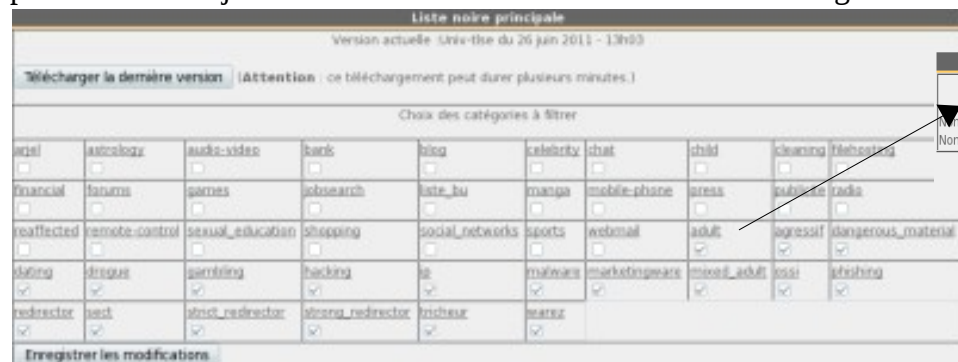 Liste noire principale
Version actuelle :Univ-tlse du 26 juin 2011 - 13h03
Télécharger la dernière version (Attention : ce téléchargement peut durer plusieurs minutes.)
Choix des catégories à filtrer
arjel astrology audio-video bank blog celebrity chat child cleaning filehosting
financial forums games jobsearch liste_bu manga mobile-phone press publicite radio
reaffected remote-control sexual_education shopping social_networks sports webmail adult agressif dangerous_material
dating drogue gambling hacking malware marketingware mixed_adult ossi phishing
redirector sect strict_redirector strong_redirector tricheur warez
Enregistrer les modifications